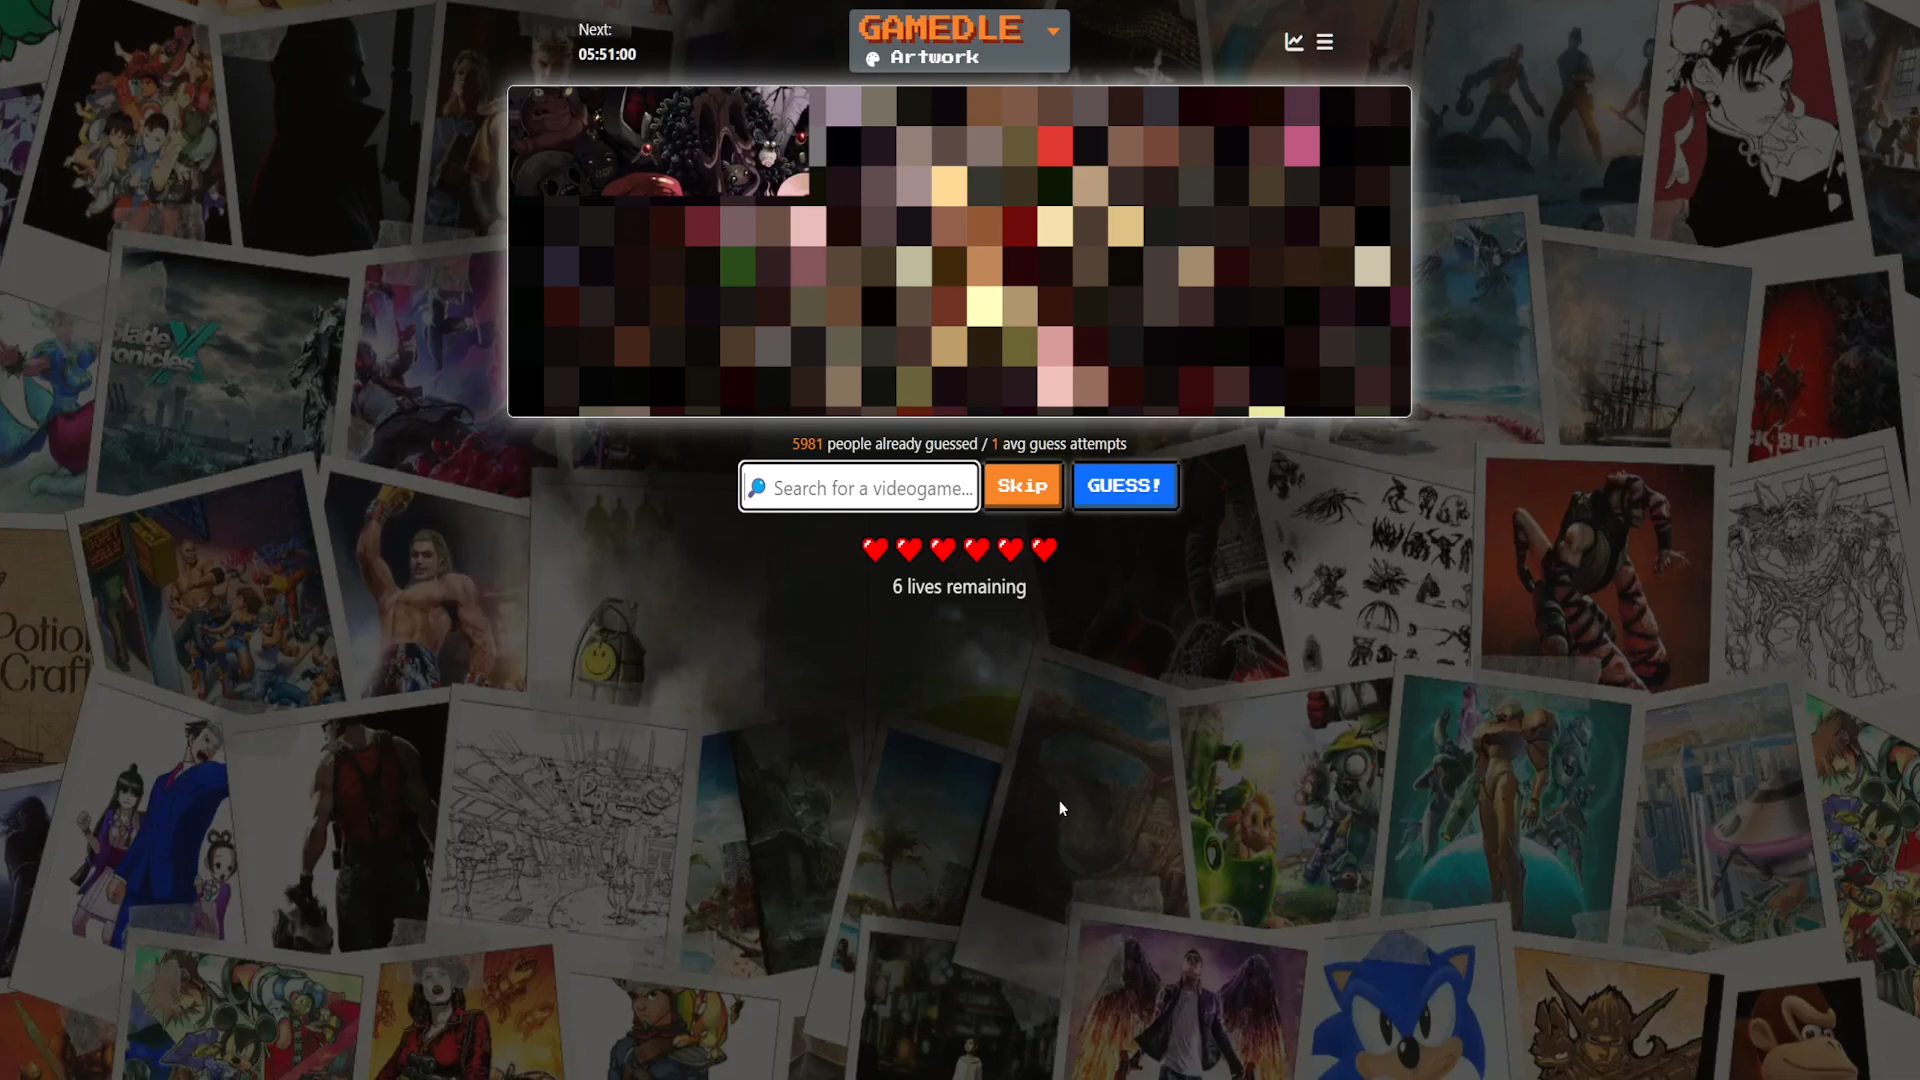 Next:
05:51:00
GAMEDLE
Artwork
5981 people already guessed / 1 avg guess attempts
Search for a videogame...
Skip
GUESS!
6 lives remaining
Potion
Craft